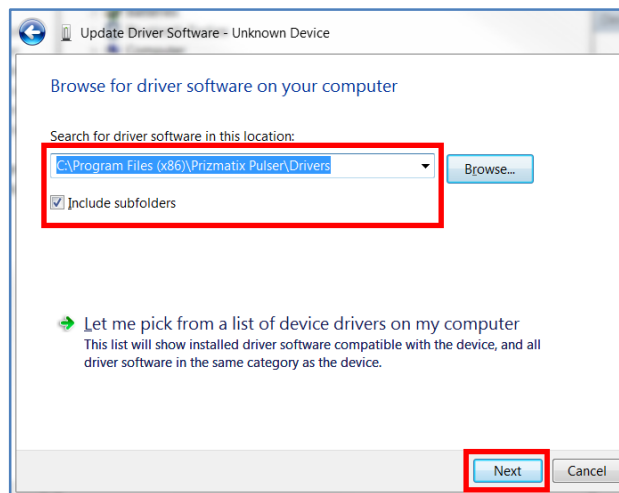 Update Driver Software - Unknown Device
Browse for driver software on your computer
Search for driver software in this location:
C:\Program Files (x86)\Prizmatix Pulser\Drivers
Browse...
Include subfolders
Let me pick from a list of device drivers on my computer
This list will show installed driver software compatible with the device, and all
driver software in the same category as the device.
Next
Cancel